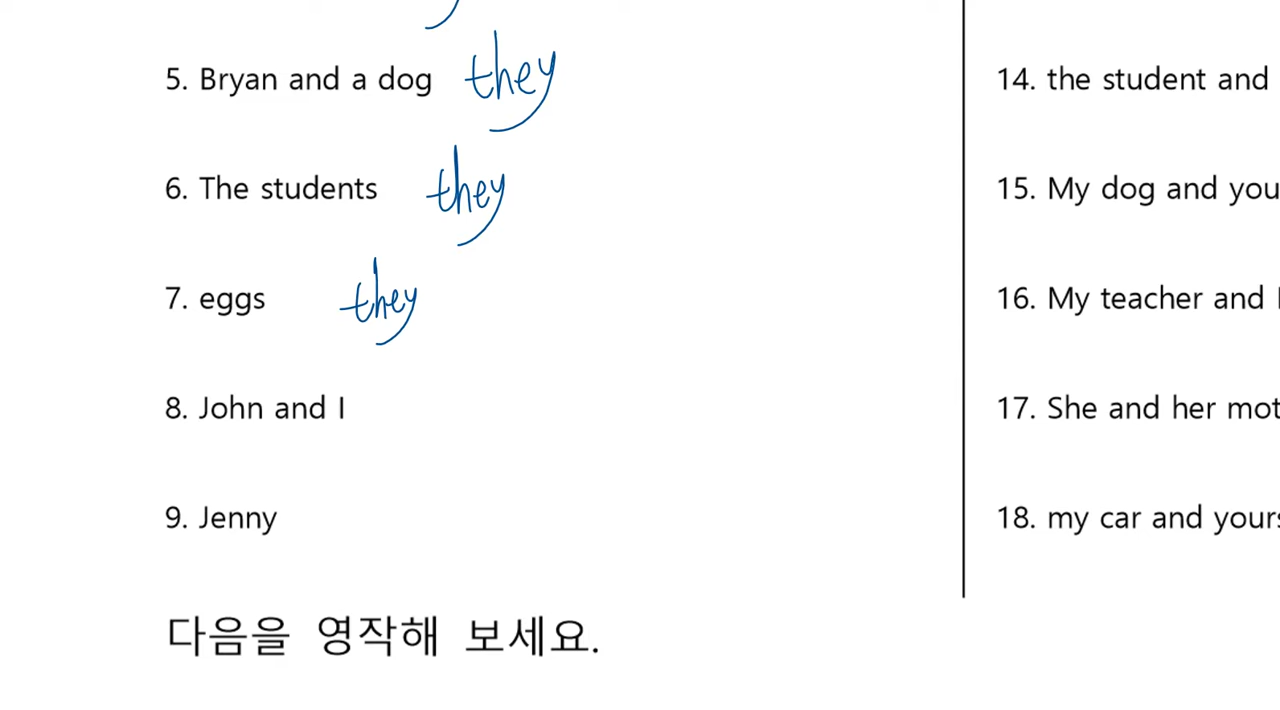 5. Bryan and a dog they
6. The students they
7. eggs they
8. John and I
9. Jenny
14. the student and
15. My dog and you
16. My teacher and
17. She and her mot
18. my car and yours
다음을 영작해 보세요.